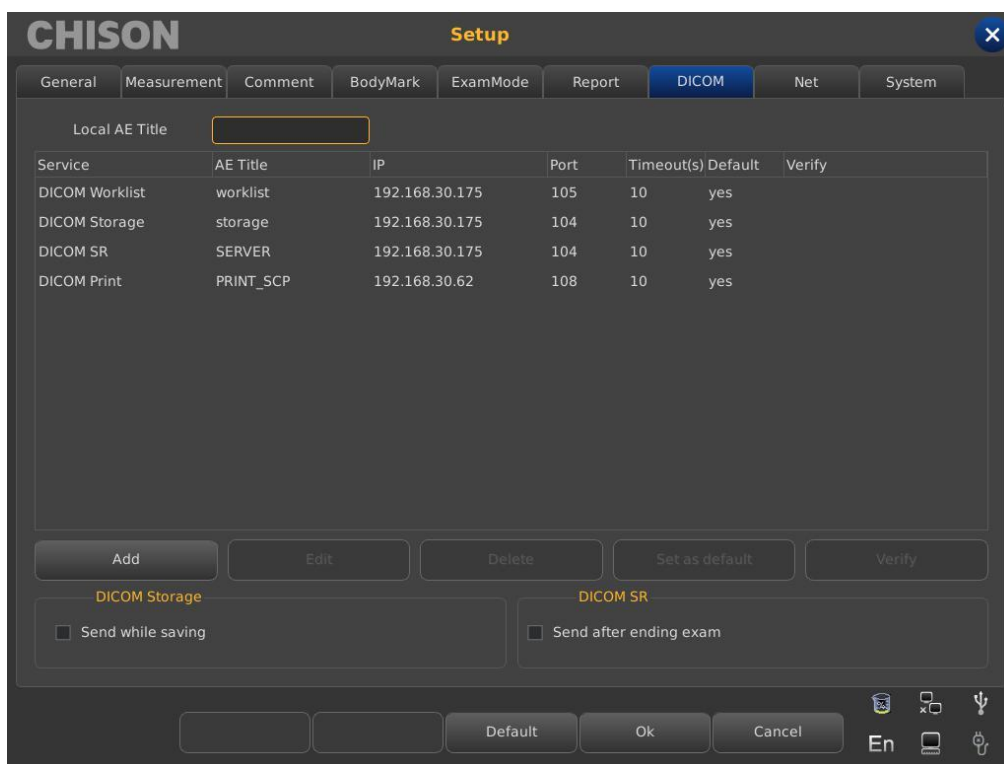 CHISON Setup
General Measurement Comment BodyMark ExamMode Report DICOM Net System
Local AE Title
Service AE Title IP Port Timeout(s) Default Verify
DICOM Worklist worklist 192.168.30.175 105 10 yes
DICOM Storage storage 192.168.30.175 104 10 yes
DICOM SR SERVER 192.168.30.175 104 10 yes
DICOM Print PRINT_SCP 192.168.30.62 108 10 yes
Add Edit Delete Set as default Verify
DICOM Storage DICOM SR
Send while saving Send after ending exam
Default Ok Cancel
En